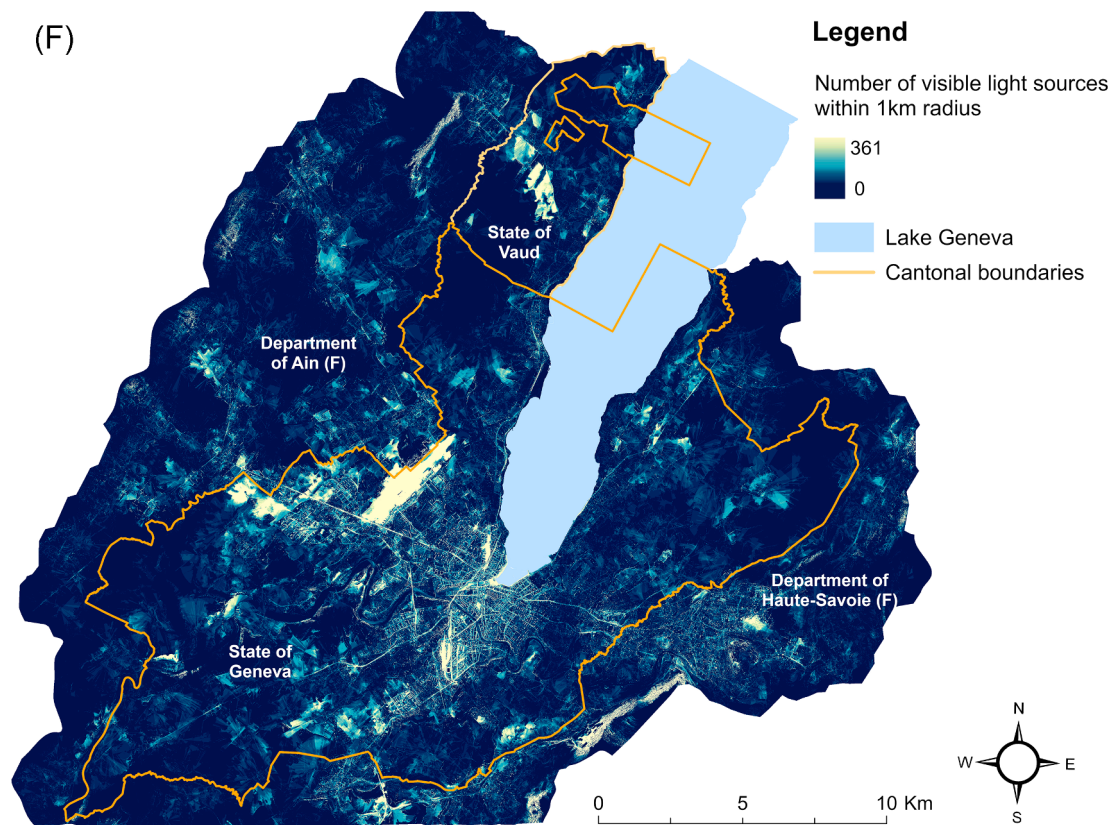 (F)
Legend
Number of visible light sources
within 1km radius
361
0
Lake Geneva
Cantonal boundaries
State of
Vaud
Department
of Ain (F)
Department of
Haute-Savoie (F)
State of
Geneva
N
W
E
S
0
5
10 Km